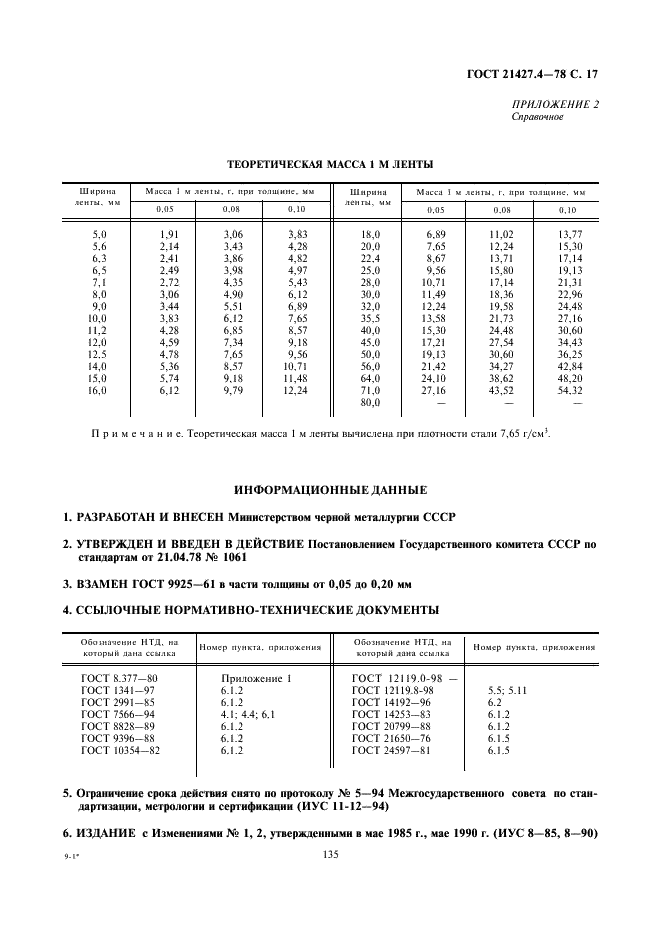 ГОСТ 21427.4—78 С. 17
ПРИЛОЖЕНИЕ 2
Справочное
ТЕОРЕТИЧЕСКАЯ МАССА 1 М ЛЕНТЫ
Ширина ленты, мм | Масса 1 м ленты, г, при толщине, мм | Ширина ленты, мм | Масса 1 м ленты, г, при толщине, мм
0,05 0,08 0,10 0,05 0,08 0,10
5,0 1,91 3,06 3,83 18,0 6,89 11,02 13,77
5,6 2,14 3,43 4,28 20,0 7,65 12,24 15,30
6,3 2,41 3,86 4,82 22,4 8,67 13,71 17,14
6,5 2,49 3,98 4,97 25,0 9,56 15,80 19,13
7,1 2,72 4,35 5,43 28,0 10,71 17,14 21,31
8,0 3,06 4,90 6,12 30,0 11,49 18,36 22,96
9,0 3,44 5,51 6,89 32,0 12,24 19,58 24,48
10,0 3,83 6,12 7,65 35,5 13,58 21,73 27,16
11,2 4,28 6,85 8,57 40,0 15,30 24,48 30,60
12,0 4,59 7,34 9,18 45,0 17,21 27,54 34,43
12,5 4,78 7,65 9,56 50,0 19,13 30,60 36,25
14,0 5,36 8,57 10,71 56,0 21,42 34,27 42,84
15,0 5,74 9,18 11,48 64,0 24,10 38,62 48,20
16,0 6,12 9,79 12,24 71,0 27,16 43,52 54,32
80,0 — — —
П р и м е ч а н и е. Теоретическая масса 1 м ленты вычислена при плотности стали 7,65 г/см³.
ИНФОРМАЦИОННЫЕ ДАННЫЕ
1. РАЗРАБОТАН И ВНЕСЕН Министерством черной металлургии СССР
2. УТВЕРЖДЕН И ВВЕДЕН В ДЕЙСТВИЕ Постановлением Государственного комитета СССР по
стандартам от 21.04.78 № 1061
3. ВЗАМЕН ГОСТ 9925—61 в части толщины от 0,05 до 0,20 мм
4. ССЫЛОЧНЫЕ НОРМАТИВНО-ТЕХНИЧЕСКИЕ ДОКУМЕНТЫ
Обозначение НТД, на который дана ссылка | Номер пункта, приложения | Обозначение НТД, на который дана ссылка | Номер пункта, приложения
ГОСТ 8.377—80 Приложение 1 ГОСТ 12119.0-98 —
ГОСТ 1341—97 6.1.2 ГОСТ 12119.8-98 5.5; 5.11
ГОСТ 2991—85 6.1.2 ГОСТ 14192—96 6.2
ГОСТ 7566—94 4.1; 4.4; 6.1 ГОСТ 14253—83 6.1.2
ГОСТ 8828—89 6.1.2 ГОСТ 20799—88 6.1.2
ГОСТ 9396—88 6.1.2 ГОСТ 21650—76 6.1.5
ГОСТ 10354—82 6.1.2 ГОСТ 24597—81 6.1.5
5. Ограничение срока действия снято по протоколу № 5—94 Межгосударственного совета по стан-
дартизации, метрологии и сертификации (ИУС 11-12—94)
6. ИЗДАНИЕ с Изменениями № 1, 2, утвержденными в мае 1985 г., мае 1990 г. (ИУС 8—85, 8—90)
9-1* 135